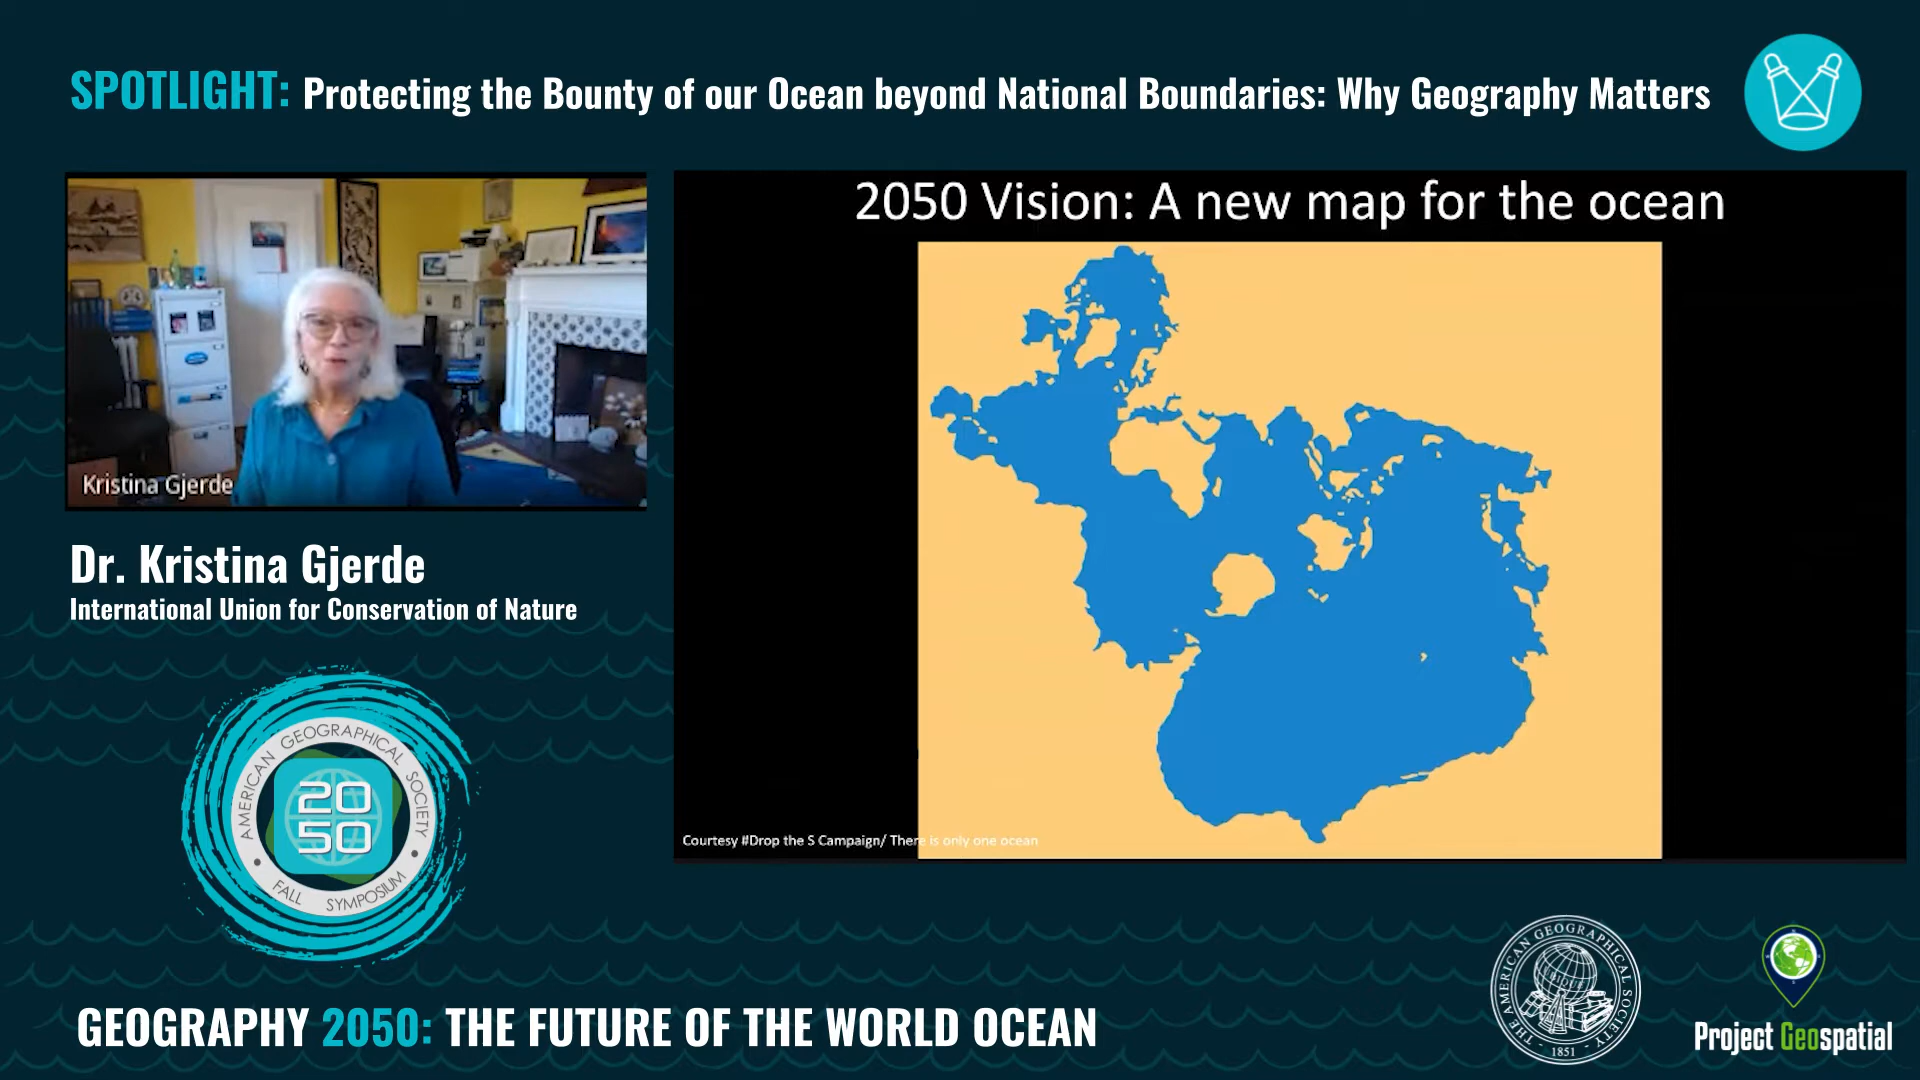 SPOTLIGHT: Protecting the Bounty of our Ocean beyond National Boundaries: Why Geography Matters
2050 Vision: A new map for the ocean
Kristina Gjerde
Dr. Kristina Gjerde
International Union for Conservation of Nature
AMERICAN GEOGRAPHICAL SOCIETY
20
50
FALL SYMPOSIUM
Courtesy #Drop the S Campaign/ There is only one ocean
GEOGRAPHY 2050: THE FUTURE OF THE WORLD OCEAN
THE AMERICAN GEOGRAPHICAL SOCIETY
1851
Project Geospatial